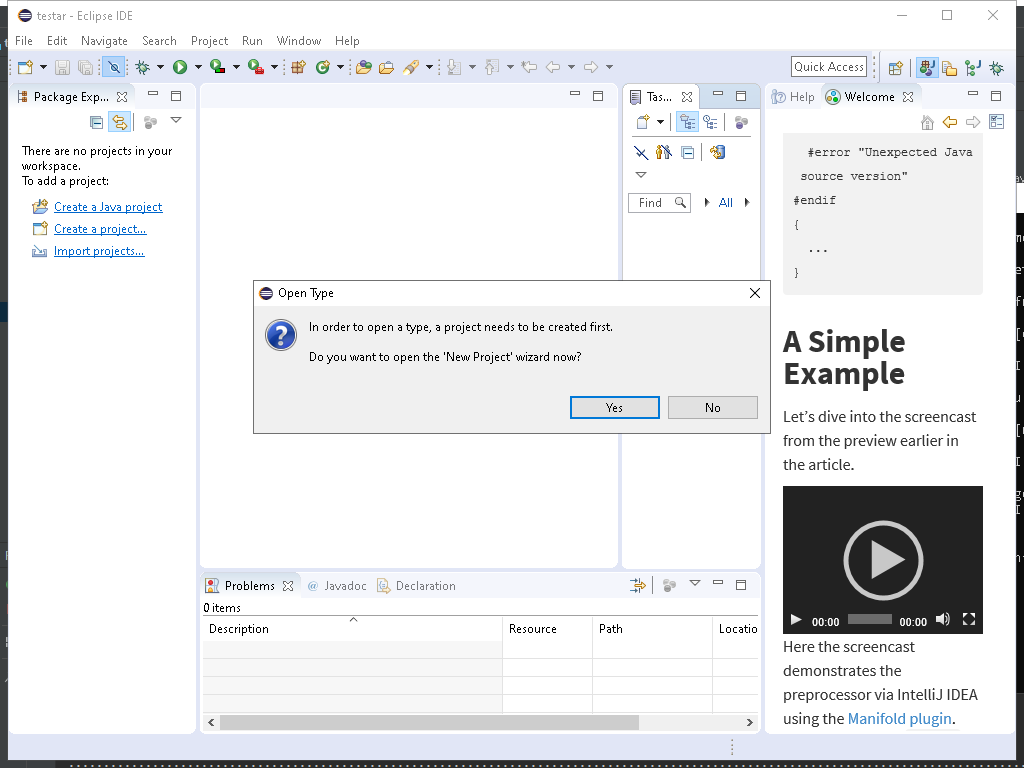 testar - Eclipse IDE
File Edit Navigate Search Project Run Window Help
Quick Access
Package Exp...
There are no projects in your
workspace.
To add a project:
Create a Java project
Create a project...
Import projects...
Tas...
Find
All
Help
Welcome
#error "Unexpected Java
source version"
#endif
{
...
}
A Simple
Example
Let's dive into the screencast
from the preview earlier in
the article.
00:00 00:00
Here the screencast
demonstrates the
preprocessor via IntelliJ IDEA
using the Manifold plugin.
Open Type
In order to open a type, a project needs to be created first.
Do you want to open the 'New Project' wizard now?
Yes No
Problems @ Javadoc Declaration
0 items
Description Resource Path Locatio